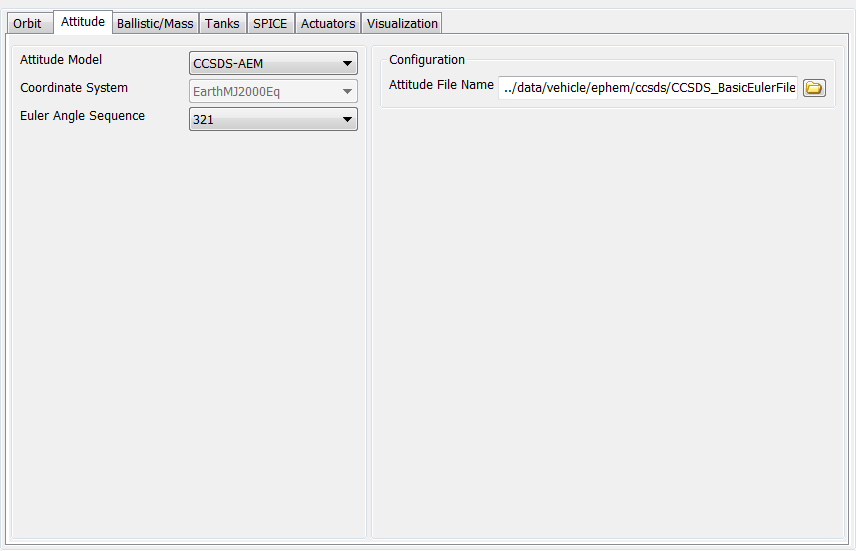 Orbit Attitude Ballistic/Mass Tanks SPICE Actuators Visualization
Attitude Model CCSDS-AEM
Coordinate System EarthMJ2000Eq
Euler Angle Sequence 321
Configuration
Attitude File Name ../data/vehicle/ephem/ccsds/CCSDS_BasicEulerFile